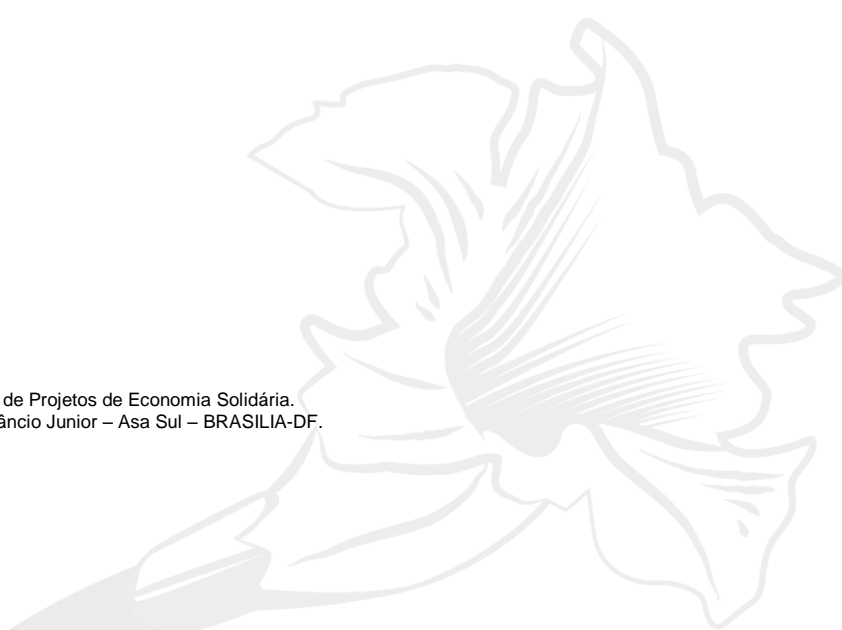 de Projetos de Economia Solidária.
âncio Junior – Asa Sul – BRASILIA-DF.